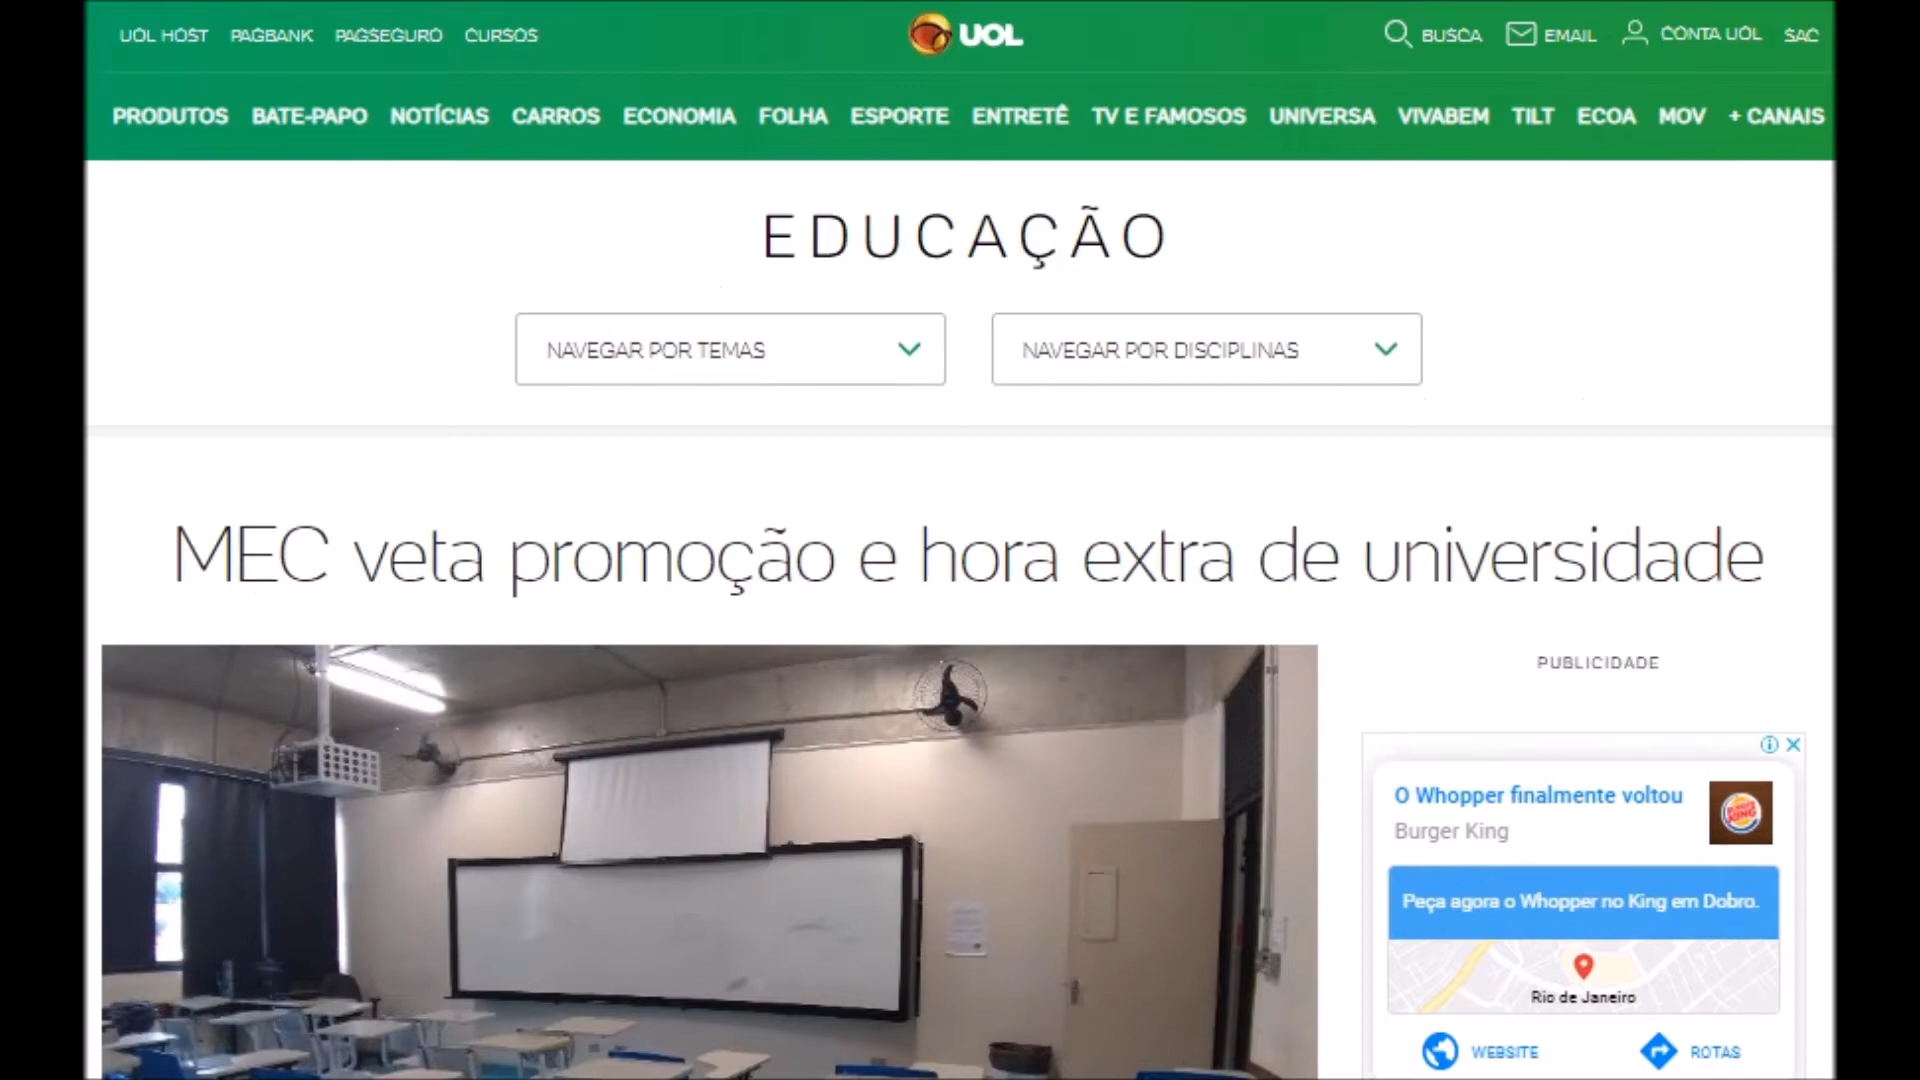 UOL HOST PAGBANK PAGSEGURO CURSOS UOL BUSCA EMAIL CONTA UOL SAC
PRODUTOS BATE-PAPO NOTÍCIAS CARROS ECONOMIA FOLHA ESPORTE ENTRETÊ TV E FAMOSOS UNIVERSA VIVABEM TILT ECOA MOV + CANAIS
EDUCAÇÃO
NAVEGAR POR TEMAS NAVEGAR POR DISCIPLINAS
MEC veta promoção e hora extra de universidade
PUBLICIDADE
O Whopper finalmente voltou
Burger King
BURGER KING
Peça agora o Whopper no King em Dobro.
Rio de Janeiro
WEBSITE ROTAS